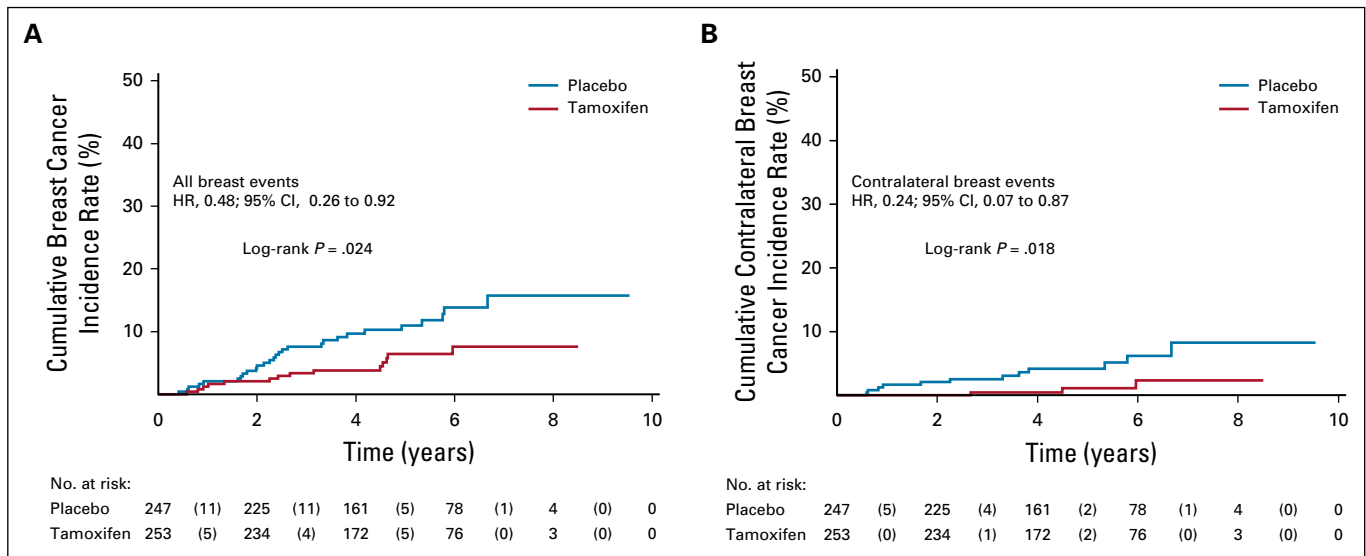 A
Cumulative Breast Cancer
Incidence Rate (%)
50
40
30
20
10
Placebo
Tamoxifen
All breast events
HR, 0.48; 95% CI, 0.26 to 0.92
Log-rank P = .024
0 2 4 6 8 10
Time (years)
No. at risk:
Placebo 247 (11) 225 (11) 161 (5) 78 (1) 4 (0) 0
Tamoxifen 253 (5) 234 (4) 172 (5) 76 (0) 3 (0) 0
B
Cumulative Contralateral Breast
Cancer Incidence Rate (%)
50
40
30
20
10
Placebo
Tamoxifen
Contralateral breast events
HR, 0.24; 95% CI, 0.07 to 0.87
Log-rank P = .018
0 2 4 6 8 10
Time (years)
No. at risk:
Placebo 247 (5) 225 (4) 161 (2) 78 (1) 4 (0) 0
Tamoxifen 253 (0) 234 (1) 172 (2) 76 (0) 3 (0) 0